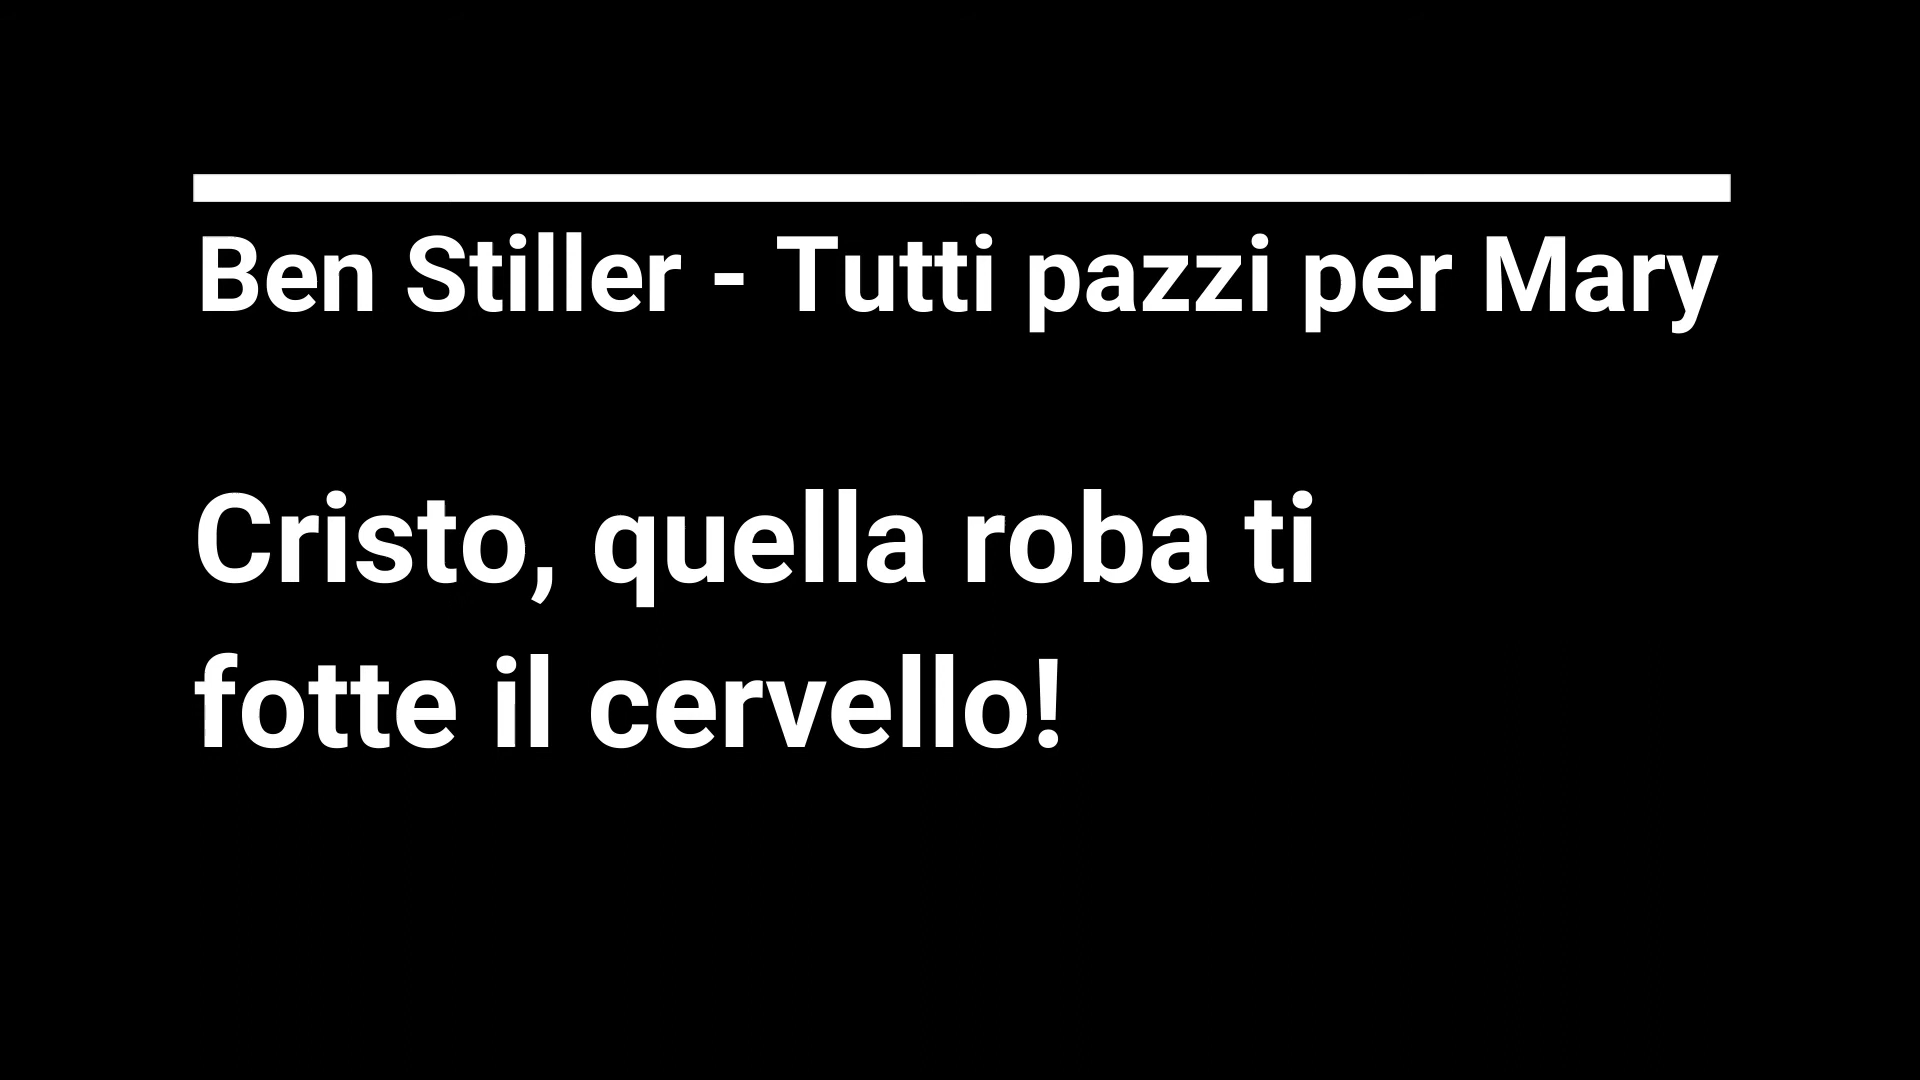 Ben Stiller - Tutti pazzi per Mary
Cristo, quella roba ti
fotte il cervello!